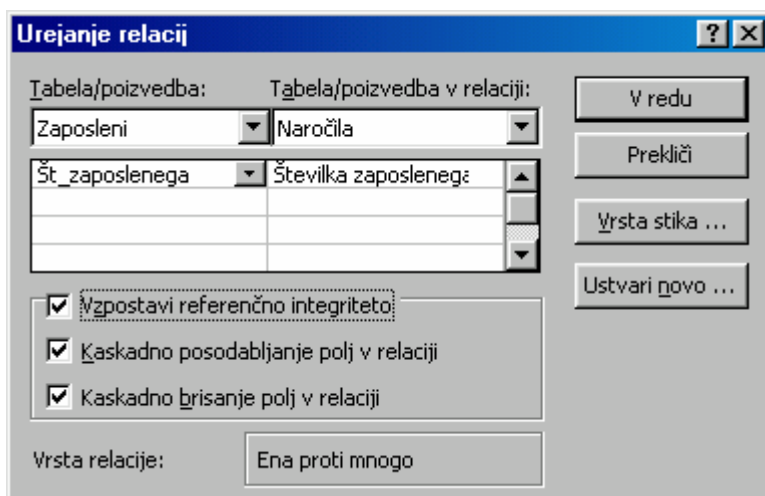 Urejanje relacij
Tabela/poizvedba: Tabela/poizvedba v relaciji:
Zaposleni Naročila
Št_zaposlenega Številka zaposlenega
Vzpostavi referenčno integriteto
Kaskadno posodabljanje polj v relaciji
Kaskadno brisanje polj v relaciji
Vrsta relacije: Ena proti mnogo
V redu
Prekliči
Vrsta stika ...
Ustvari novo ...